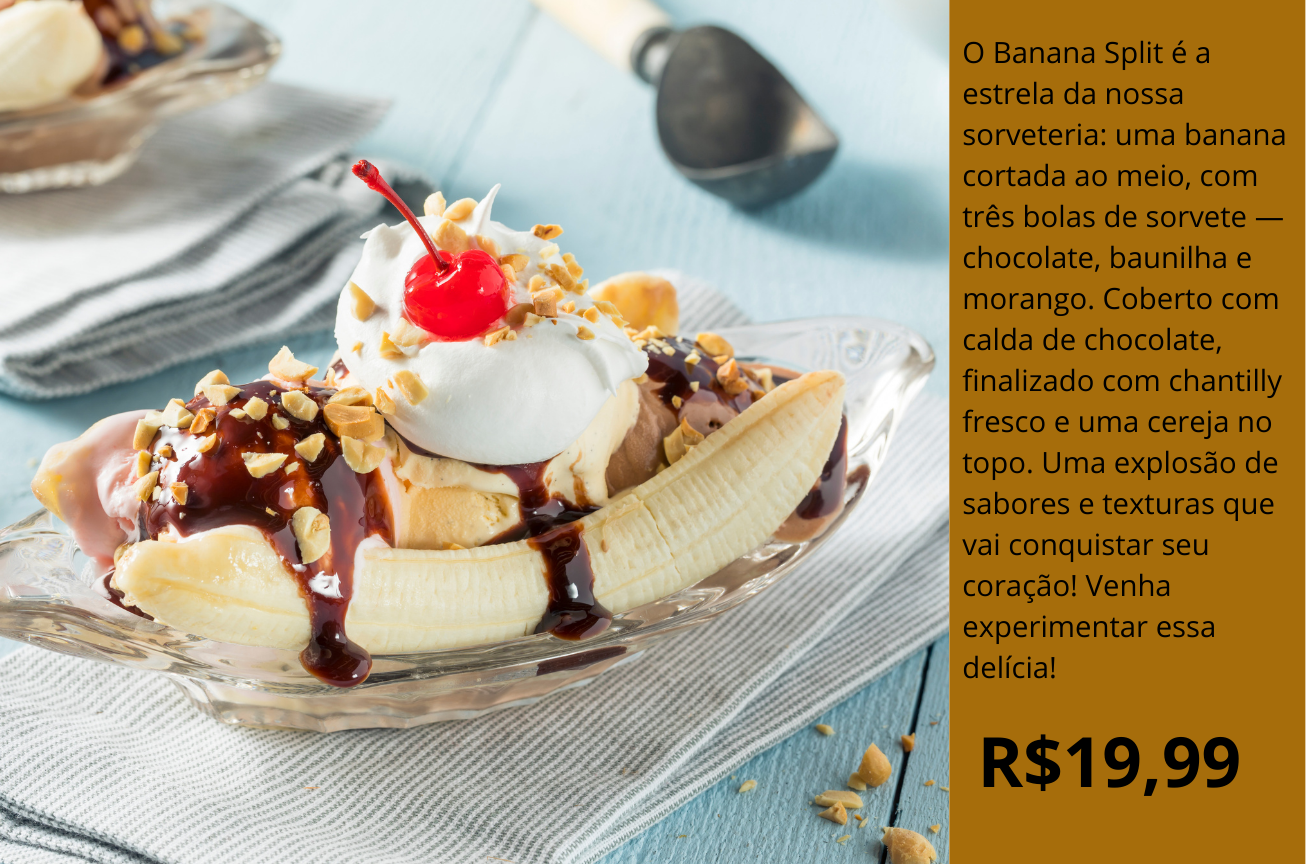 O Banana Split é a
estrela da nossa
sorveteria: uma banana
cortada ao meio, com
três bolas de sorvete —
chocolate, baunilha e
morango. Coberto com
calda de chocolate,
finalizado com chantilly
fresco e uma cereja no
topo. Uma explosão de
sabores e texturas que
vai conquistar seu
coração! Venha
experimentar essa
delícia!
R$19,99